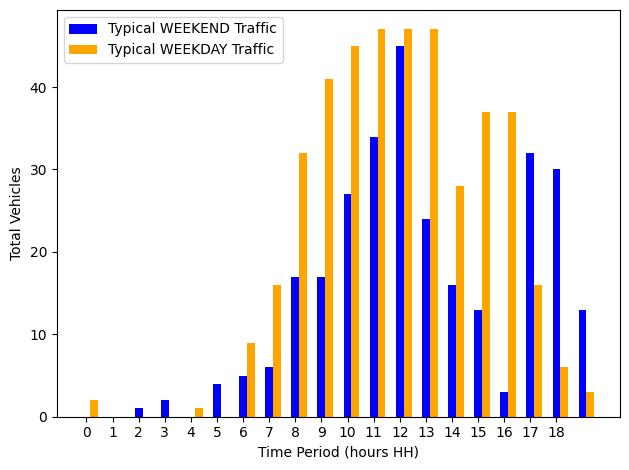 Typical WEEKEND Traffic
Typical WEEKDAY Traffic
40
30
20
10
0
Total Vehicles
0 1 2 3 4 5 6 7 8 9 10 11 12 13 14 15 16 17 18
Time Period (hours HH)